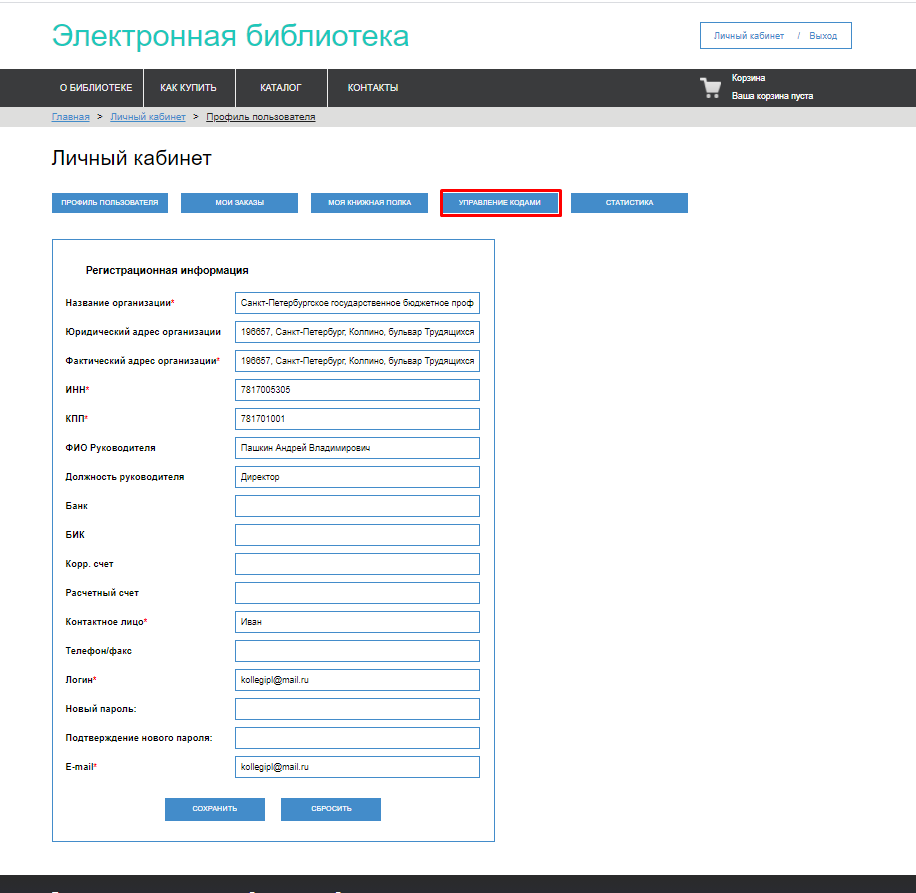 Электронная библиотека
Личный кабинет / Выход
О БИБЛИОТЕКЕ КАК КУПИТЬ КАТАЛОГ КОНТАКТЫ
Корзина
Ваша корзина пуста
Главная > Личный кабинет > Профиль пользователя
Личный кабинет
ПРОФИЛЬ ПОЛЬЗОВАТЕЛЯ МОИ ЗАКАЗЫ МОЯ КНИЖНАЯ ПОЛКА УПРАВЛЕНИЕ КОДАМИ СТАТИСТИКА
Регистрационная информация
Название организации* Санкт-Петербургское государственное бюджетное проф
Юридический адрес организации 196657, Санкт-Петербург, Колпино, бульвар Трудящихся
Фактический адрес организации* 196657, Санкт-Петербург, Колпино, бульвар Трудящихся
ИНН* 7817005305
КПП* 781701001
ФИО Руководителя Пашкин Андрей Владимирович
Должность руководителя Директор
Банк
БИК
Корр. счет
Расчетный счет
Контактное лицо* Иван
Телефон/факс
Логин* kollegipl@mail.ru
Новый пароль:
Подтверждение нового пароля:
E-mail* kollegipl@mail.ru
СОХРАНИТЬ СБРОСИТЬ